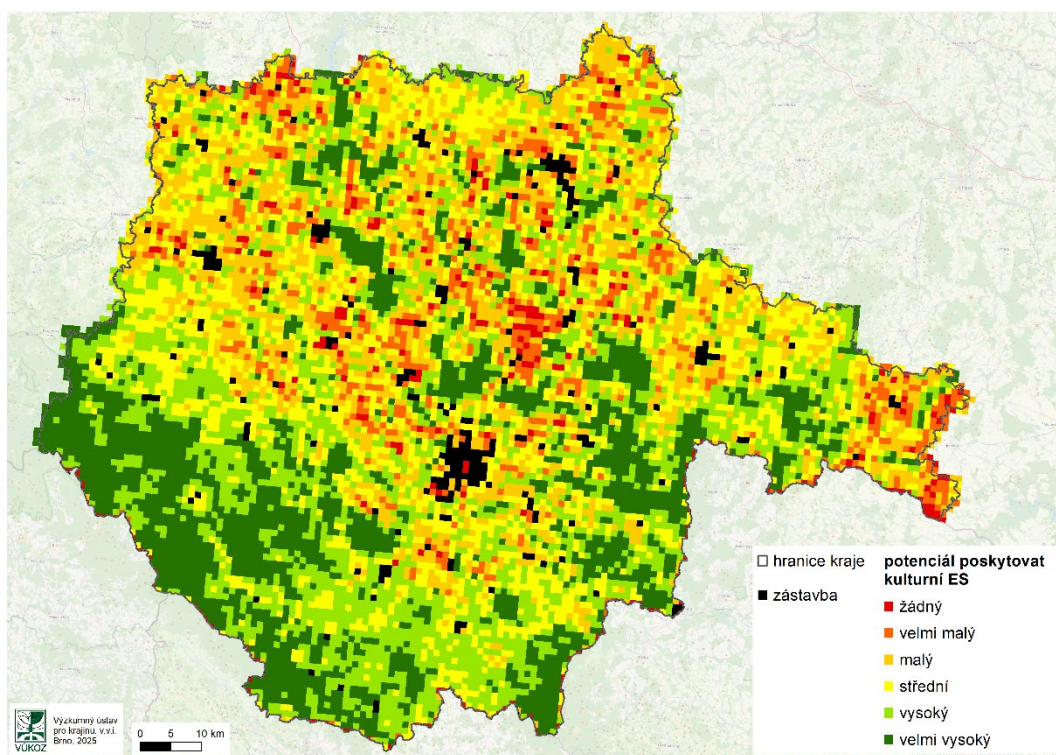 hranice kraje
zástavba
potenciál poskytovat
kulturní ES
žádný
velmi malý
malý
střední
vysoký
velmi vysoký
VÚKOZ
Výzkumný ústav
pro krajinu, v.v.i.
Brno, 2025
0 5 10 km